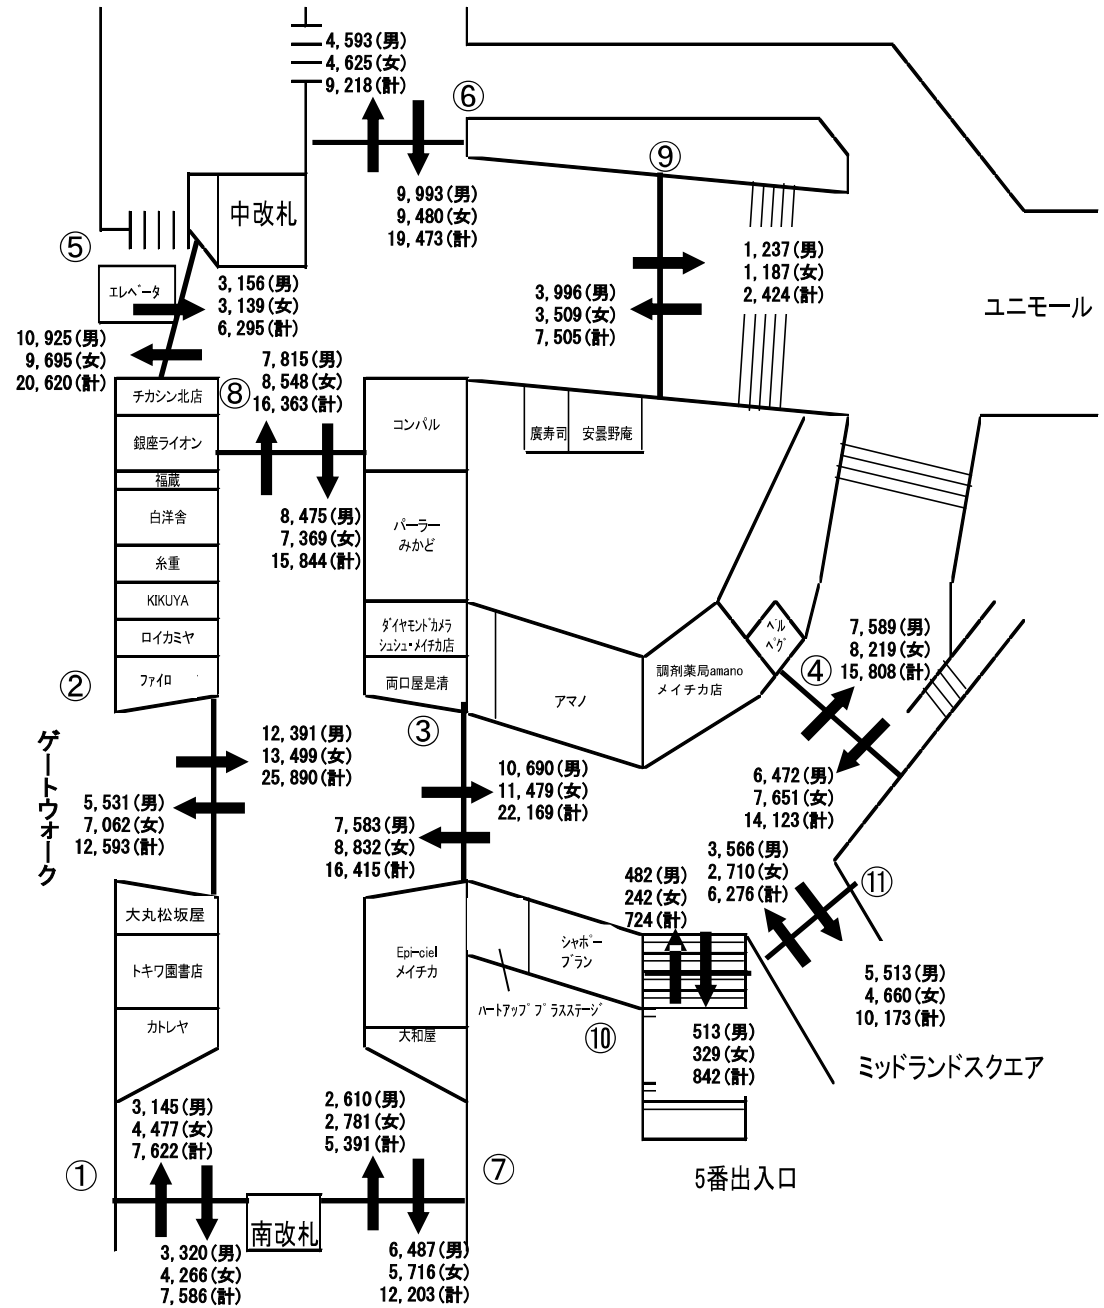 4,593(男)
4,625(女)
9,218(計)
⑥
9,993(男)
9,480(女)
19,473(計)
⑨
中改札
⑤
エレベータ
3,156(男)
3,139(女)
6,295(計)
10,925(男)
9,695(女)
20,620(計)
1,237(男)
1,187(女)
2,424(計)
3,996(男)
3,509(女)
7,505(計)
ユニモール
7,815(男)
8,548(女)
16,363(計)
⑧
チカシン北店
銀座ライオン
福蔵
白洋舎
糸重
KIKUYA
ロイカミヤ
ファイロ
コンパル
パーラー
みかど
ダイヤモンドカメラ
シュシュ・メイチカ店
両口屋是清
廣寿司
安曇野庵
8,475(男)
7,369(女)
15,844(計)
アマノ
調剤薬局amano
メイチカ店
ベル
ペグ
④
7,589(男)
8,219(女)
15,808(計)
②
③
ゲートウォーク
12,391(男)
13,499(女)
25,890(計)
5,531(男)
7,062(女)
12,593(計)
10,690(男)
11,479(女)
22,169(計)
7,583(男)
8,832(女)
16,415(計)
6,472(男)
7,651(女)
14,123(計)
3,566(男)
2,710(女)
6,276(計)
⑪
482(男)
242(女)
724(計)
大丸松坂屋
トキワ園書店
カトレヤ
Epi-ciel
メイチカ
大和屋
シャポー
ブラン
ハートアップ プラスステージ
⑩
513(男)
329(女)
842(計)
5,513(男)
4,660(女)
10,173(計)
ミッドランドスクエア
5番出入口
3,145(男)
4,477(女)
7,622(計)
2,610(男)
2,781(女)
5,391(計)
①
⑦
南改札
3,320(男)
4,266(女)
7,586(計)
6,487(男)
5,716(女)
12,203(計)